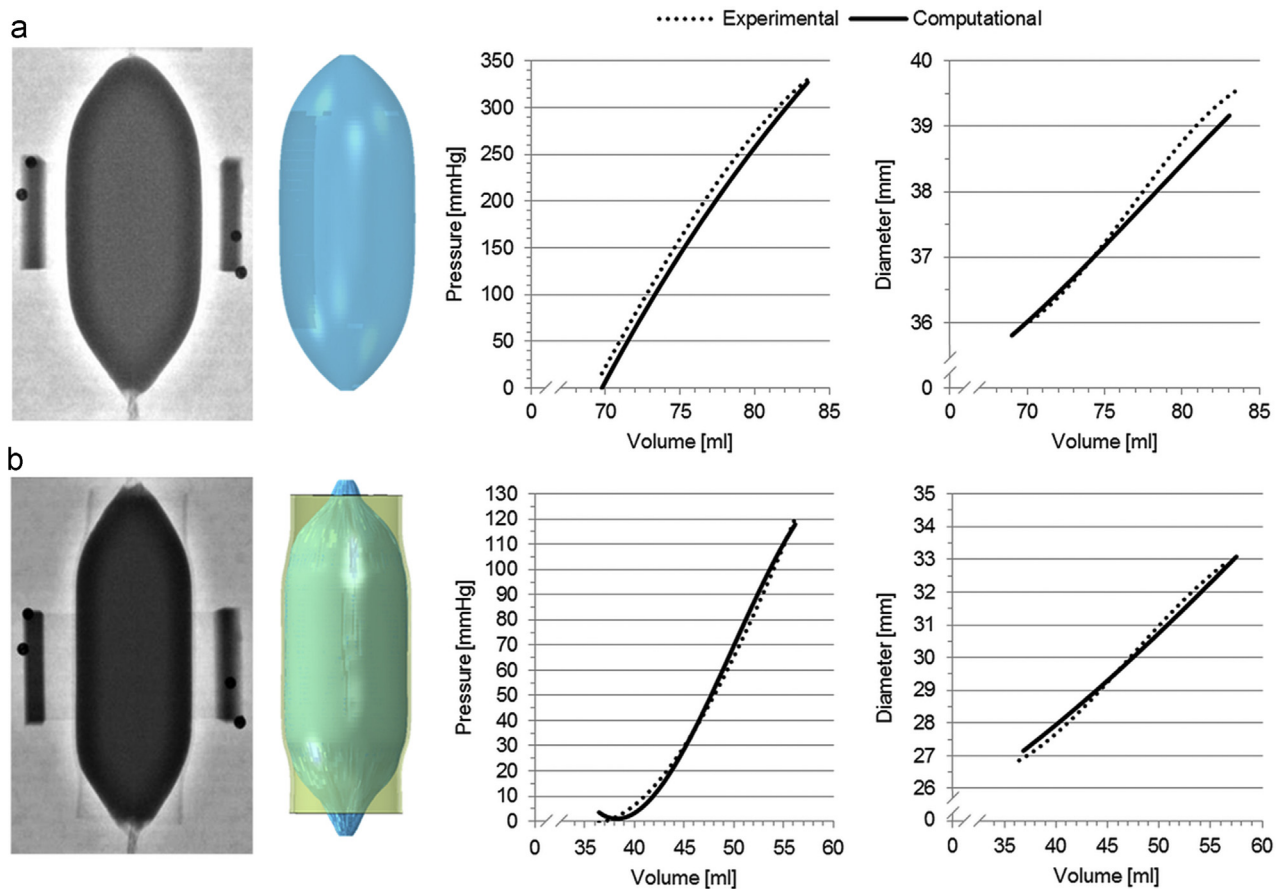 a
Experimental Computational
350
300
250
200
150
100
50
0
Pressure [mmHg]
0 70 75 80 85
Volume [ml]
40
39
38
37
36
0
Diameter [mm]
0 70 75 80 85
Volume [ml]
b
130
120
110
100
90
80
70
60
50
40
30
20
10
0
Pressure [mmHg]
0 35 40 45 50 55 60
Volume [ml]
35
34
33
32
31
30
29
28
27
26
0
Diameter [mm]
0 35 40 45 50 55 60
Volume [ml]